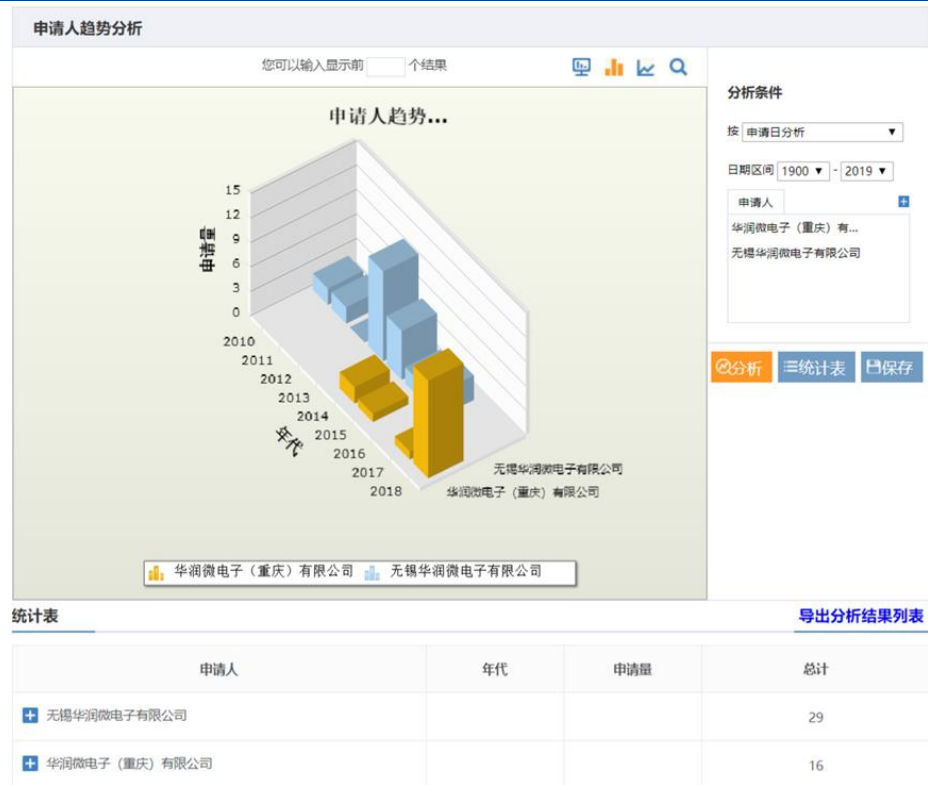 申请人趋势分析
您可以输入显示前 个结果
分析条件
按 申请日分析
日期区间 1900 - 2019
申请人
华润微电子（重庆）有...
无锡华润微电子有限公司
分析 统计表 保存
申请人趋势...
申请量
15
12
9
6
3
0
2010
2011
2012
2013
2014
2015
2016
2017
2018
年代
无锡华润微电子有限公司
华润微电子（重庆）有限公司
华润微电子（重庆）有限公司 无锡华润微电子有限公司
统计表 导出分析结果列表
申请人 年代 申请量 总计
无锡华润微电子有限公司 29
华润微电子（重庆）有限公司 16